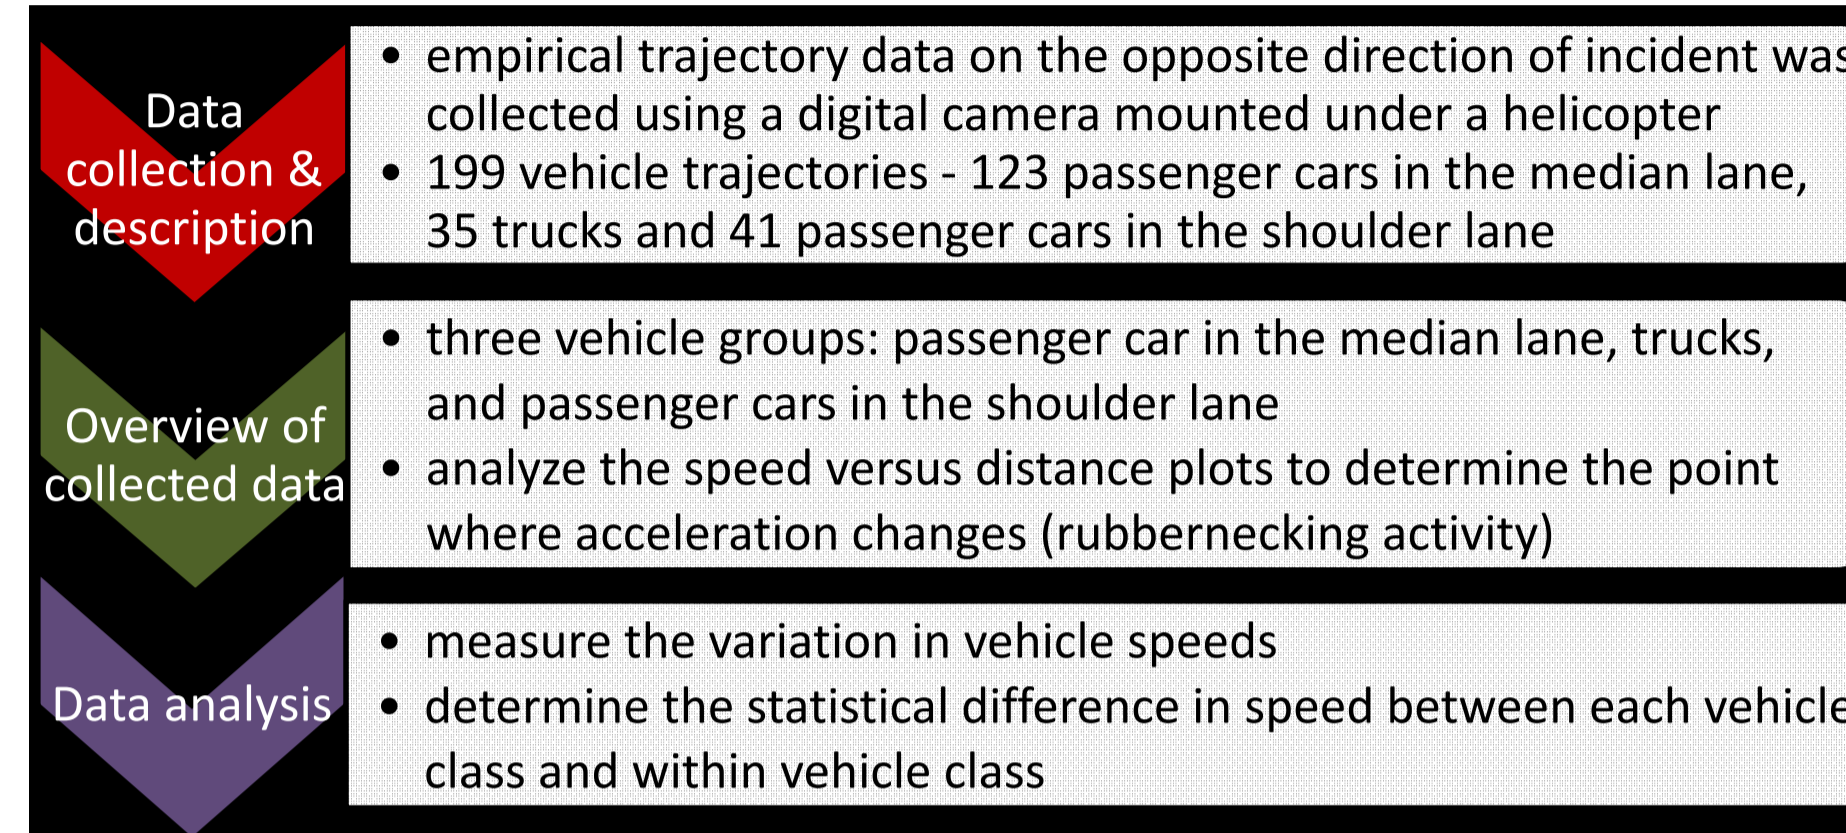 Data
collection &
description
• empirical trajectory data on the opposite direction of incident was
collected using a digital camera mounted under a helicopter
• 199 vehicle trajectories - 123 passenger cars in the median lane,
35 trucks and 41 passenger cars in the shoulder lane
Overview of
collected data
• three vehicle groups: passenger car in the median lane, trucks,
and passenger cars in the shoulder lane
• analyze the speed versus distance plots to determine the point
where acceleration changes (rubbernecking activity)
Data analysis
• measure the variation in vehicle speeds
• determine the statistical difference in speed between each vehicle
class and within vehicle class